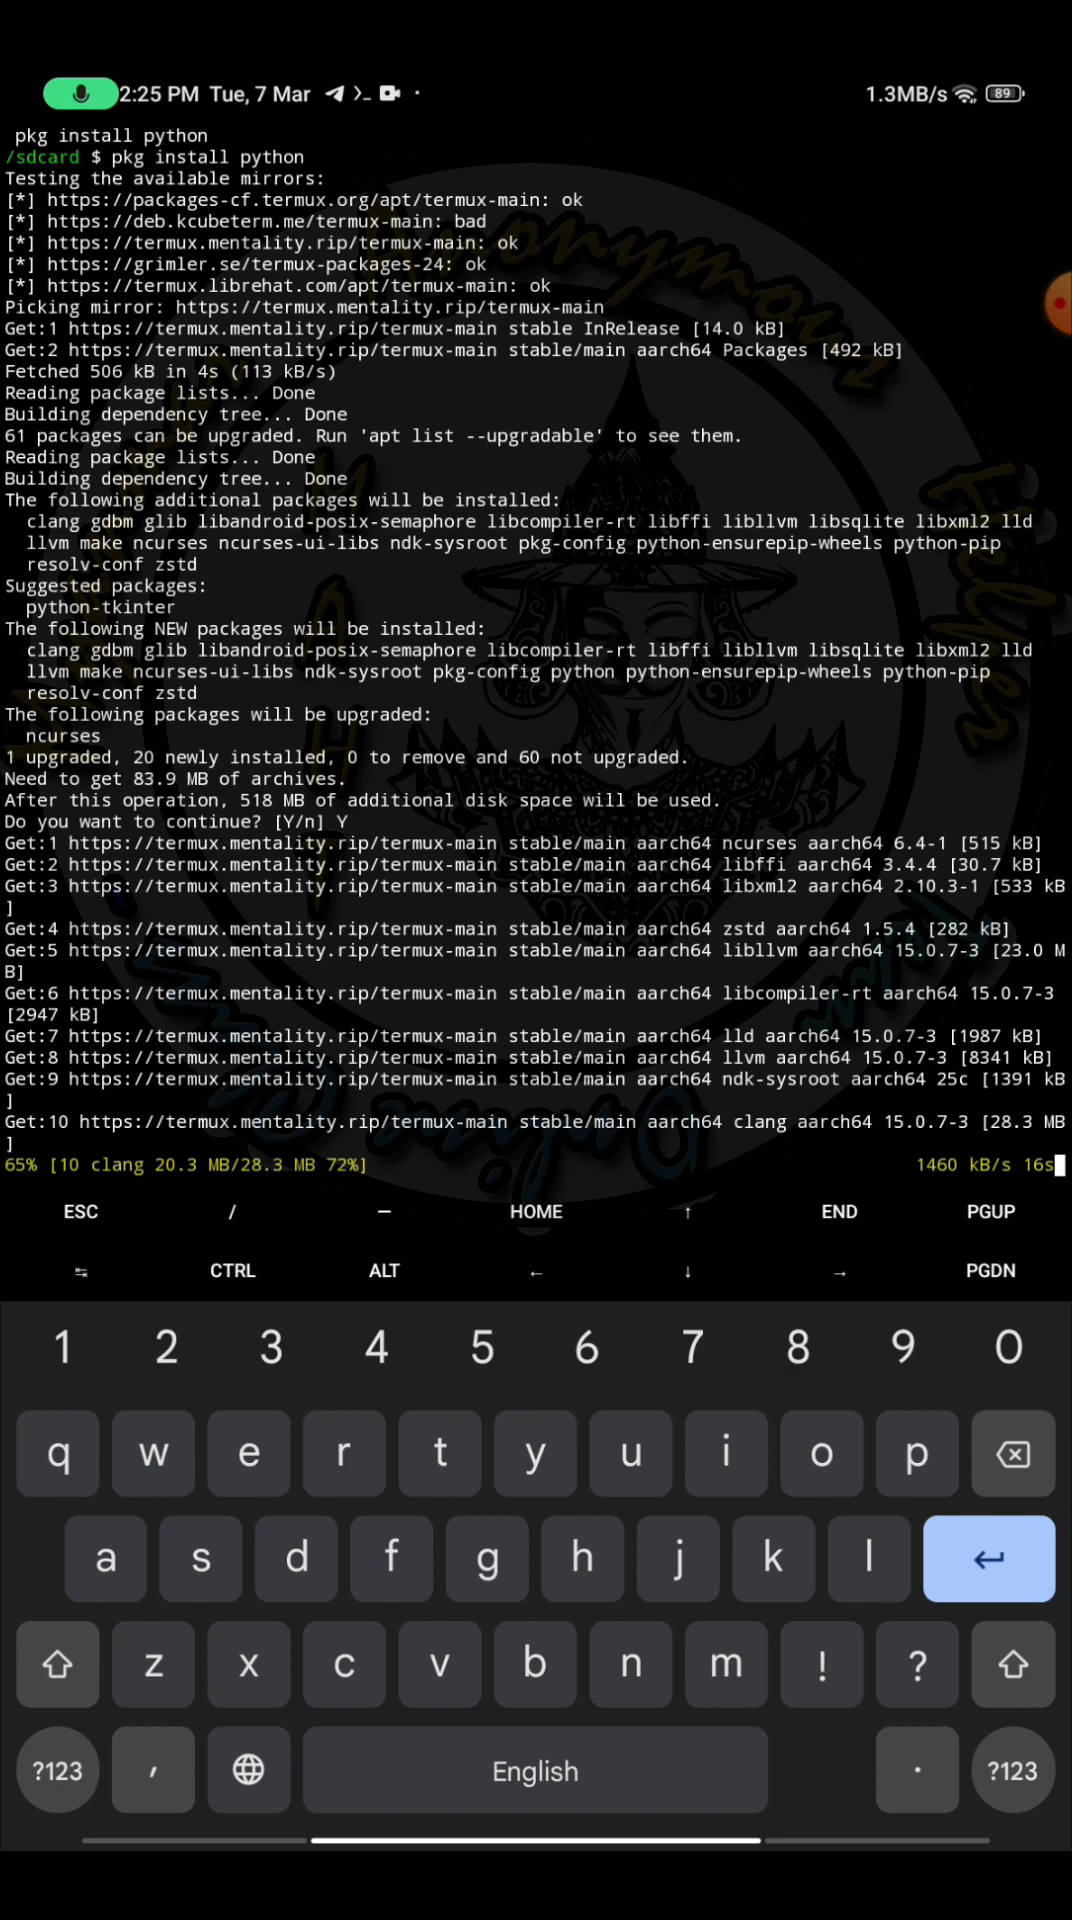 2:25 PM Tue, 7 Mar
1.3MB/s 89
pkg install python
/sdcard $ pkg install python
Testing the available mirrors:
[*] https://packages-cf.termux.org/apt/termux-main: ok
[*] https://deb.kcubeterm.me/termux-main: bad
[*] https://termux.mentality.rip/termux-main: ok
[*] https://grimler.se/termux-packages-24: ok
[*] https://termux.librehat.com/apt/termux-main: ok
Picking mirror: https://termux.mentality.rip/termux-main
Get:1 https://termux.mentality.rip/termux-main stable InRelease [14.0 kB]
Get:2 https://termux.mentality.rip/termux-main stable/main aarch64 Packages [492 kB]
Fetched 506 kB in 4s (113 kB/s)
Reading package lists... Done
Building dependency tree... Done
61 packages can be upgraded. Run 'apt list --upgradable' to see them.
Reading package lists... Done
Building dependency tree... Done
The following additional packages will be installed:
clang gdbm glib libandroid-posix-semaphore libcompiler-rt libffi libllvm libsqlite libxml2 lld
llvm make ncurses ncurses-ui-libs ndk-sysroot pkg-config python-ensurepip-wheels python-pip
resolv-conf zstd
Suggested packages:
python-tkinter
The following NEW packages will be installed:
clang gdbm glib libandroid-posix-semaphore libcompiler-rt libffi libllvm libsqlite libxml2 lld
llvm make ncurses-ui-libs ndk-sysroot pkg-config python python-ensurepip-wheels python-pip
resolv-conf zstd
The following packages will be upgraded:
ncurses
1 upgraded, 20 newly installed, 0 to remove and 60 not upgraded.
Need to get 83.9 MB of archives.
After this operation, 518 MB of additional disk space will be used.
Do you want to continue? [Y/n] Y
Get:1 https://termux.mentality.rip/termux-main stable/main aarch64 ncurses aarch64 6.4-1 [515 kB]
Get:2 https://termux.mentality.rip/termux-main stable/main aarch64 libffi aarch64 3.4.4 [30.7 kB]
Get:3 https://termux.mentality.rip/termux-main stable/main aarch64 libxml2 aarch64 2.10.3-1 [533 kB
]
Get:4 https://termux.mentality.rip/termux-main stable/main aarch64 zstd aarch64 1.5.4 [282 kB]
Get:5 https://termux.mentality.rip/termux-main stable/main aarch64 libllvm aarch64 15.0.7-3 [23.0 M
B]
Get:6 https://termux.mentality.rip/termux-main stable/main aarch64 libcompiler-rt aarch64 15.0.7-3
[2947 kB]
Get:7 https://termux.mentality.rip/termux-main stable/main aarch64 lld aarch64 15.0.7-3 [1987 kB]
Get:8 https://termux.mentality.rip/termux-main stable/main aarch64 llvm aarch64 15.0.7-3 [8341 kB]
Get:9 https://termux.mentality.rip/termux-main stable/main aarch64 ndk-sysroot aarch64 25c [1391 kB
]
Get:10 https://termux.mentality.rip/termux-main stable/main aarch64 clang aarch64 15.0.7-3 [28.3 MB
]
65% [10 clang 20.3 MB/28.3 MB 72%] 1460 kB/s 16s
Anonymous
Helper
ESC / — HOME ↑ END PGUP
⇆ CTRL ALT ← ↓ → PGDN
1 2 3 4 5 6 7 8 9 0
q w e r t y u i o p
a s d f g h j k l
z x c v b n m ! ?
?123 , English . ?123